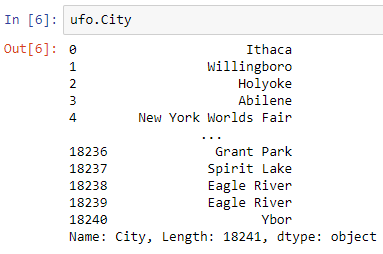 In [6]: ufo.City
Out[6]: 0 Ithaca
1 Willingboro
2 Holyoke
3 Abilene
4 New York Worlds Fair
...
18236 Grant Park
18237 Spirit Lake
18238 Eagle River
18239 Eagle River
18240 Ybor
Name: City, Length: 18241, dtype: object